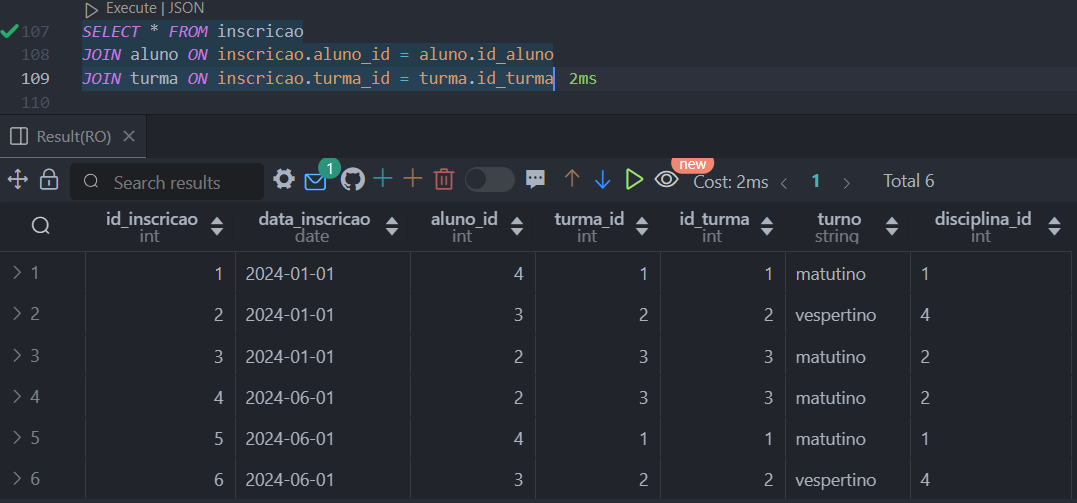 Execute | JSON
107 SELECT * FROM inscricao
108 JOIN aluno ON inscricao.aluno_id = aluno.id_aluno
109 JOIN turma ON inscricao.turma_id = turma.id_turma 2ms
110
Result(RO)
Search results 1 new Cost: 2ms 1 Total 6
id_inscricao data_inscricao aluno_id turma_id id_turma turno disciplina_id
int date int int int string int
1 1 2024-01-01 4 1 1 matutino 1
2 2 2024-01-01 3 2 2 vespertino 4
3 3 2024-01-01 2 3 3 matutino 2
4 4 2024-06-01 2 3 3 matutino 2
5 5 2024-06-01 4 1 1 matutino 1
6 6 2024-06-01 3 2 2 vespertino 4